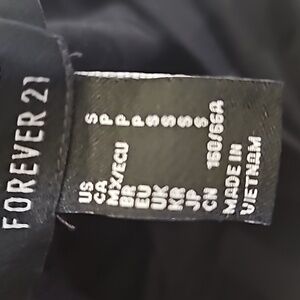 FOREVER 21
US S
CA P
MX/ECU P
BR P
EU S
UK S
KR S
JP S
CN 160/66A
MADE IN
VIETNAM